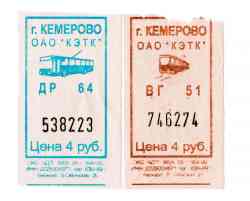 г. КЕМЕРОВО
ОАО "КЭТК"
ДР 64
538223
Цена 4 руб.
г. КЕМЕРОВО
ОАО "КЭТК"
ВГ 51
746274
Цена 4 руб.